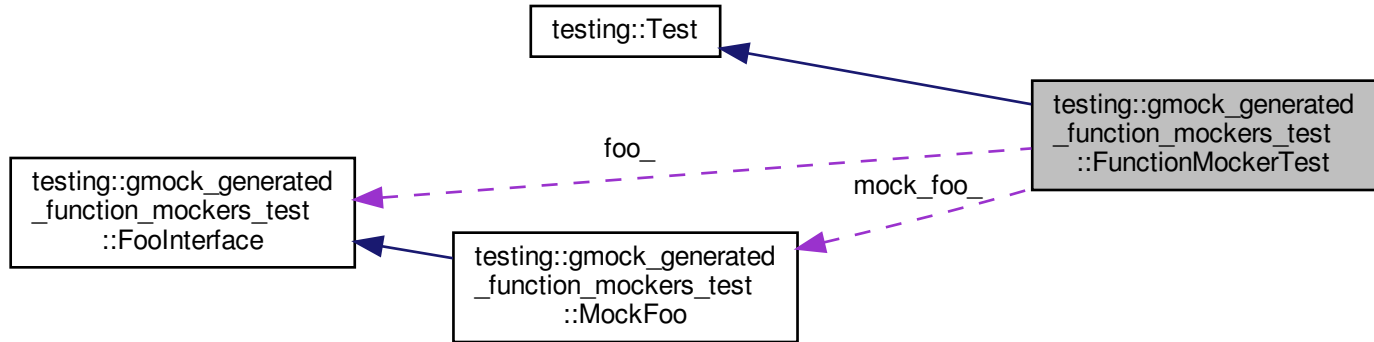 testing::Test
testing::gmock_generated
_function_mockers_test
::FunctionMockerTest
foo_
mock_foo_
testing::gmock_generated
_function_mockers_test
::FooInterface
testing::gmock_generated
_function_mockers_test
::MockFoo